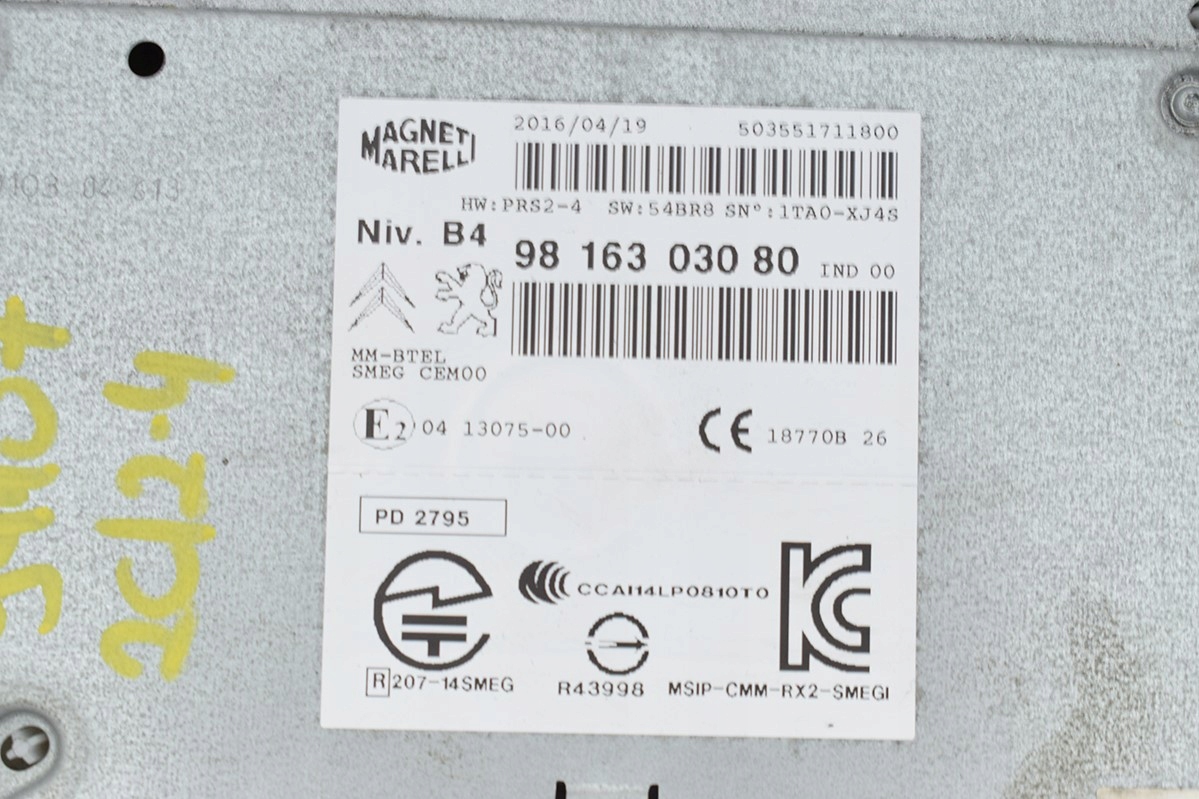 MAGNETI
MARELLI
2016/04/19 503551711800
HW:PRS2-4 SW:54BR8 SN°:1TAO-XJ4S
Niv. B4
98 163 030 80 IND 00
MM-BTEL
SMEG CEM00
E2 04 13075-00
CE 18770B 26
PD 2795
CCAI14LP0810T0
R 207-14SMEG
R43998
MSIP-CMM-RX2-SMEGI